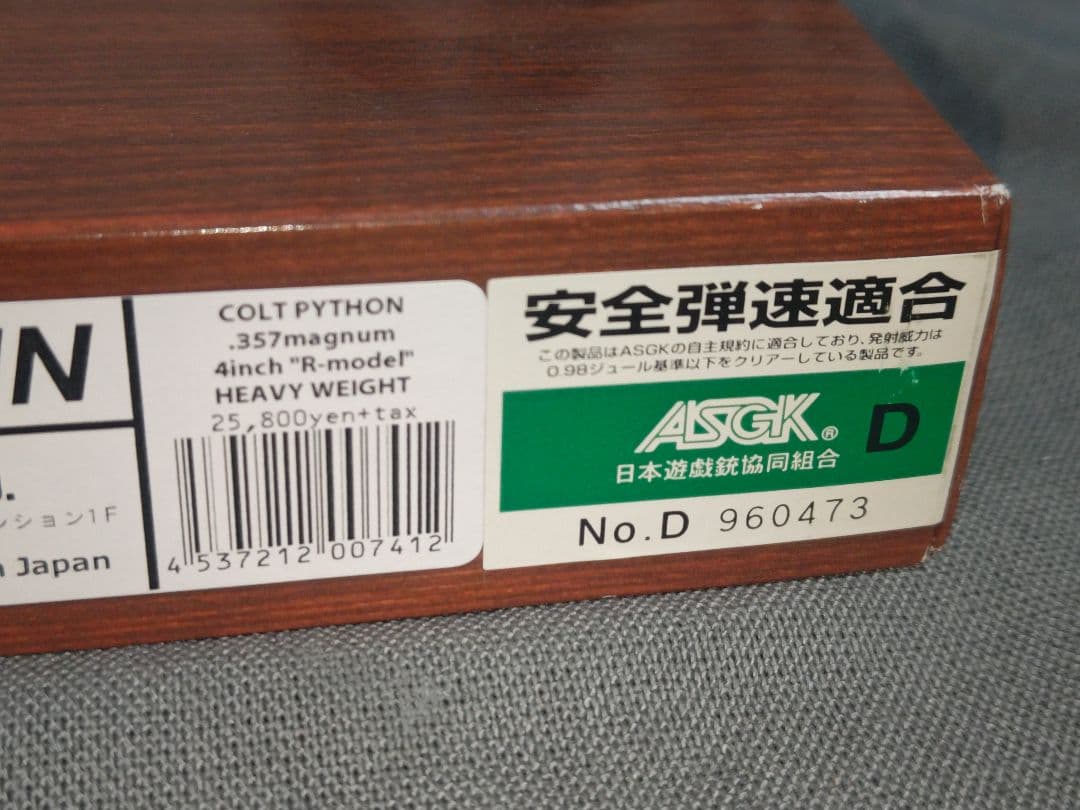 COLT PYTHON
.357magnum
4inch "R-model"
HEAVY WEIGHT
25,800yen+tax
4 537212 007412
ション1F
Japan
安全弾速適合
この製品はASGKの自主規約に適合しており、発射威力は
0.98ジュール基準以下をクリアーしている製品です。
ASGK®
D
日本遊戯銃協同組合
No.D 960473